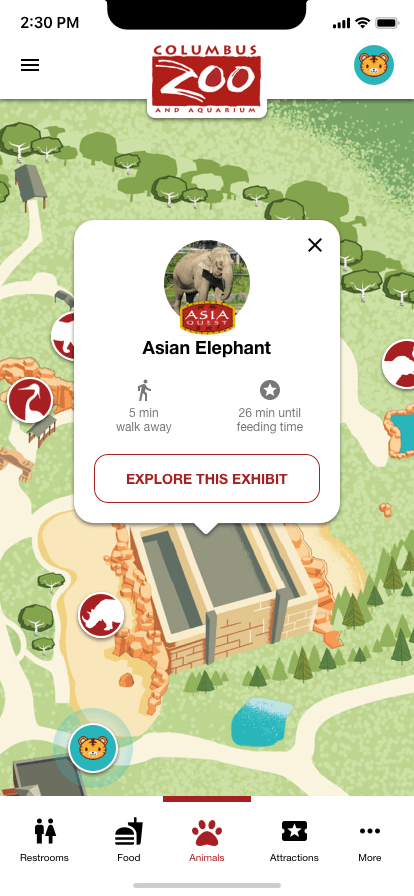 2:30 PM
COLUMBUS
ZOO
AND AQUARIUM
ASIA
QUEST
Asian Elephant
5 min
walk away
26 min until
feeding time
EXPLORE THIS EXHIBIT
Restrooms
Food
Animals
Attractions
More